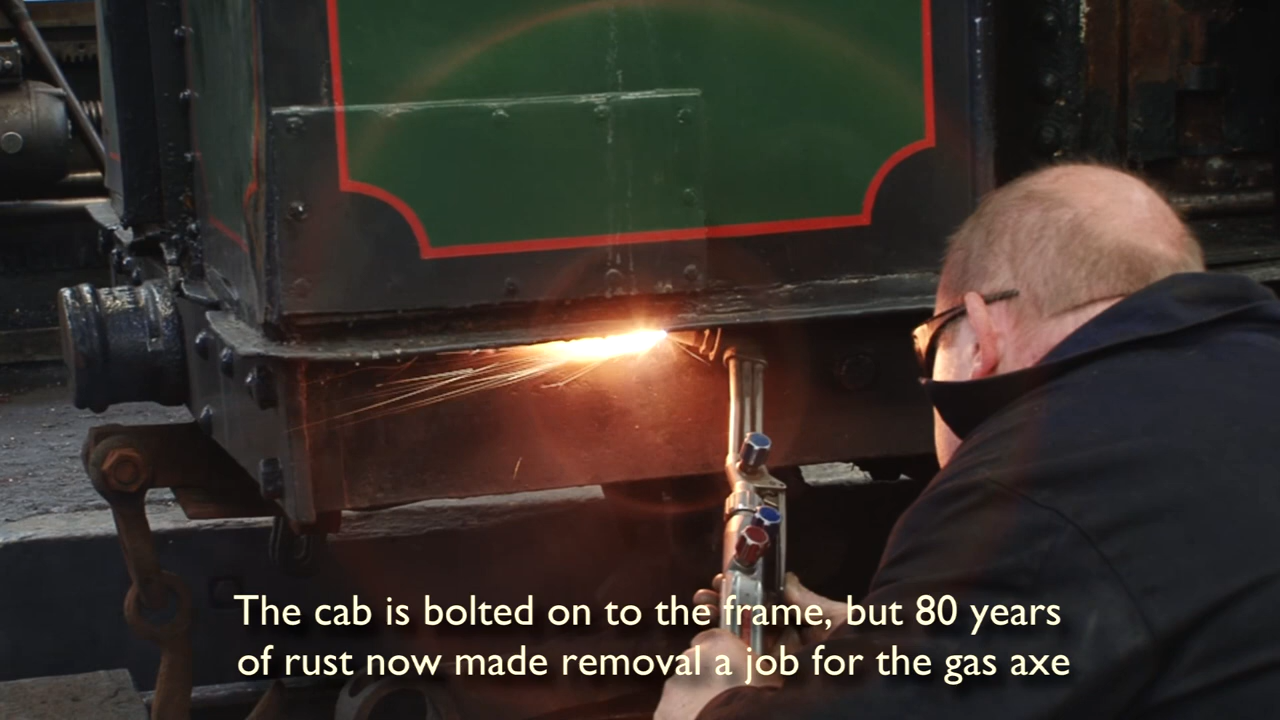 The cab is bolted on to the frame, but 80 years
of rust now made removal a job for the gas axe